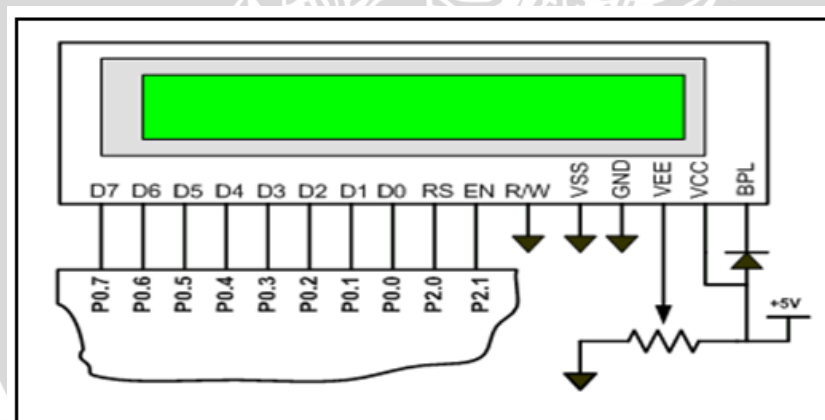 D7 D6 D5 D4 D3 D2 D1 D0 RS EN R/W VSS GND VEE VCC BPL
P0.7 P0.6 P0.5 P0.4 P0.3 P0.2 P0.1 P0.0 P2.0 P2.1
+5V